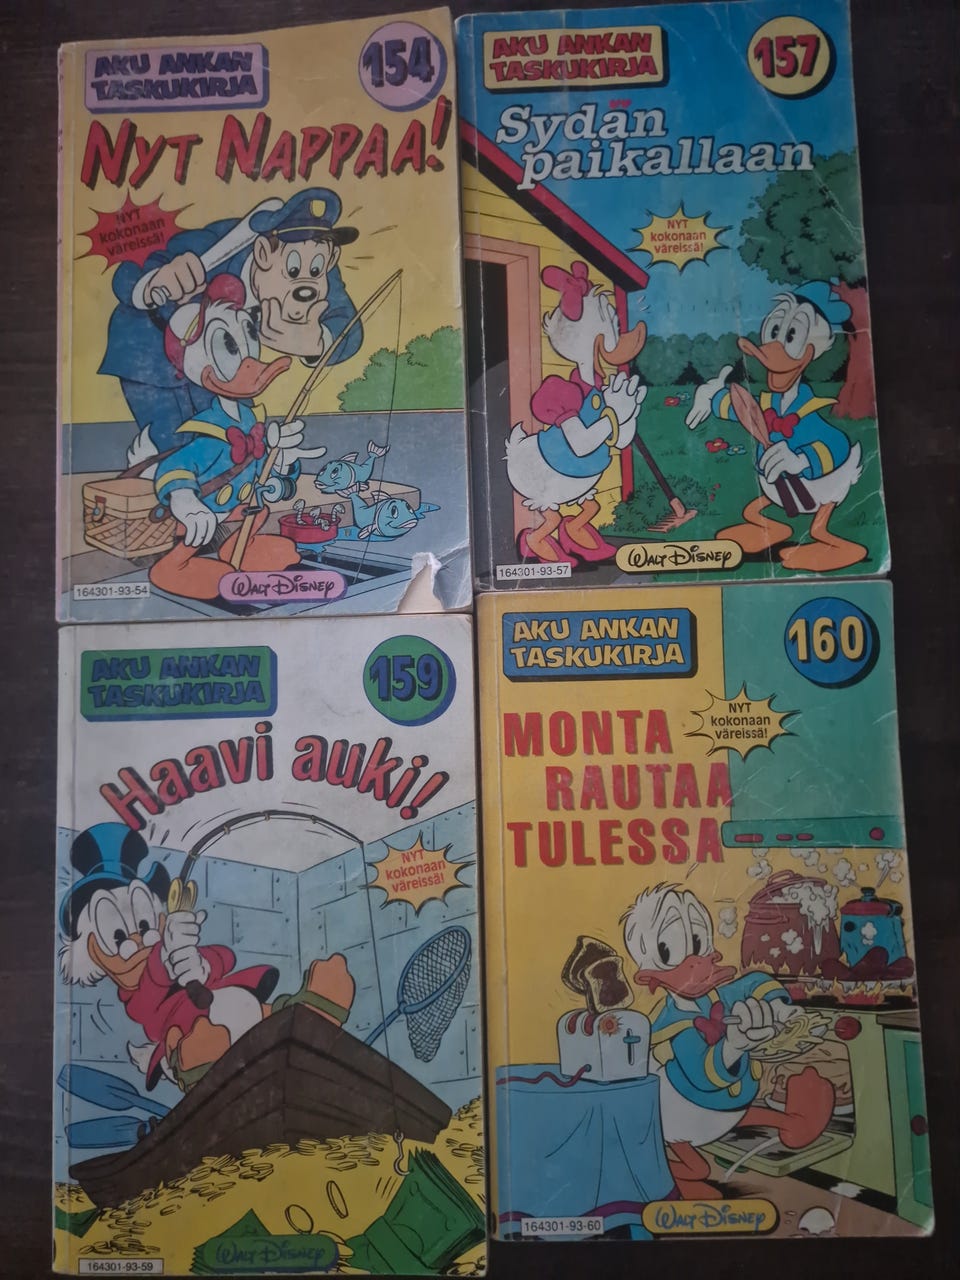 AKU ANKAN
TASKUKIRJA
154
NYT NAPPAA!
NYT
kokonaan
väreissä!
164301-93-54
WALT DISNEY
AKU ANKAN
TASKUKIRJA
157
Sydän
paikallaan
NYT
kokonaan
väreissä!
164301-93-57
WALT DISNEY
AKU ANKAN
TASKUKIRJA
159
Haavi auki!
NYT
kokonaan
väreissä!
164301-93-59
WALT DISNEY
AKU ANKAN
TASKUKIRJA
160
NYT
kokonaan
väreissä!
MONTA
RAUTAA
TULESSA
164301-93-60
WALT DISNEY